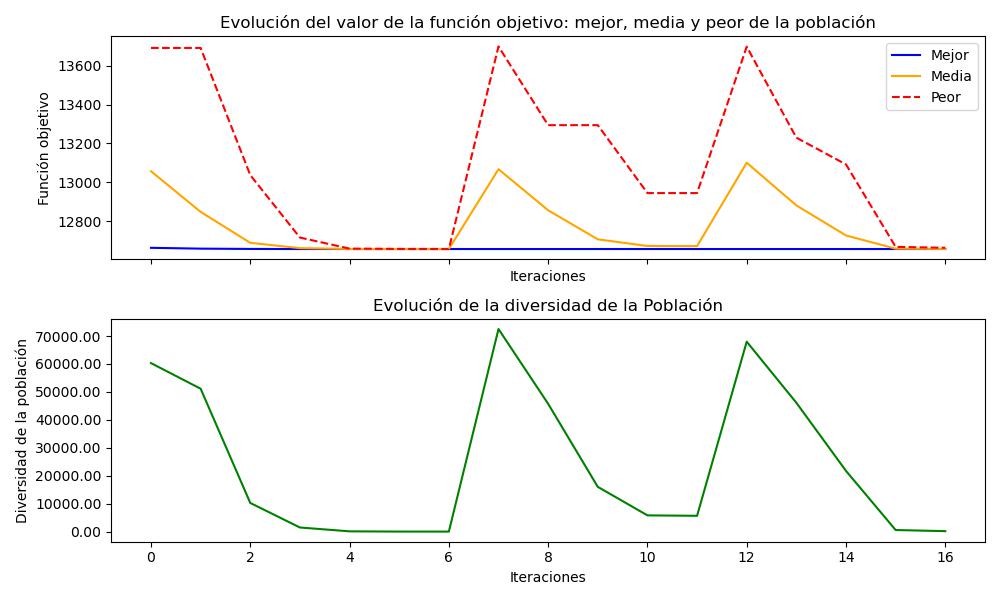 Evolución del valor de la función objetivo: mejor, media y peor de la población
Función objetivo
13600
13400
13200
13000
12800
Mejor
Media
Peor
Iteraciones
Evolución de la diversidad de la Población
Diversidad de la población
70000.00
60000.00
50000.00
40000.00
30000.00
20000.00
10000.00
0.00
0 2 4 6 8 10 12 14 16
Iteraciones